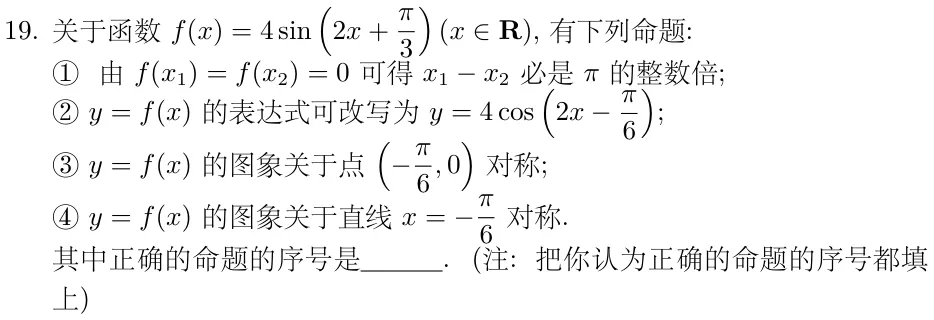 19. 关于函数 f(x) = 4 sin (2x + π/3) (x ∈ R), 有下列命题:
① 由 f(x₁) = f(x₂) = 0 可得 x₁ − x₂ 必是 π 的整数倍;
② y = f(x) 的表达式可改写为 y = 4 cos (2x − π/6);
③ y = f(x) 的图象关于点 (−π/6, 0) 对称;
④ y = f(x) 的图象关于直线 x = −π/6 对称.
其中正确的命题的序号是______. (注: 把你认为正确的命题的序号都填
上)